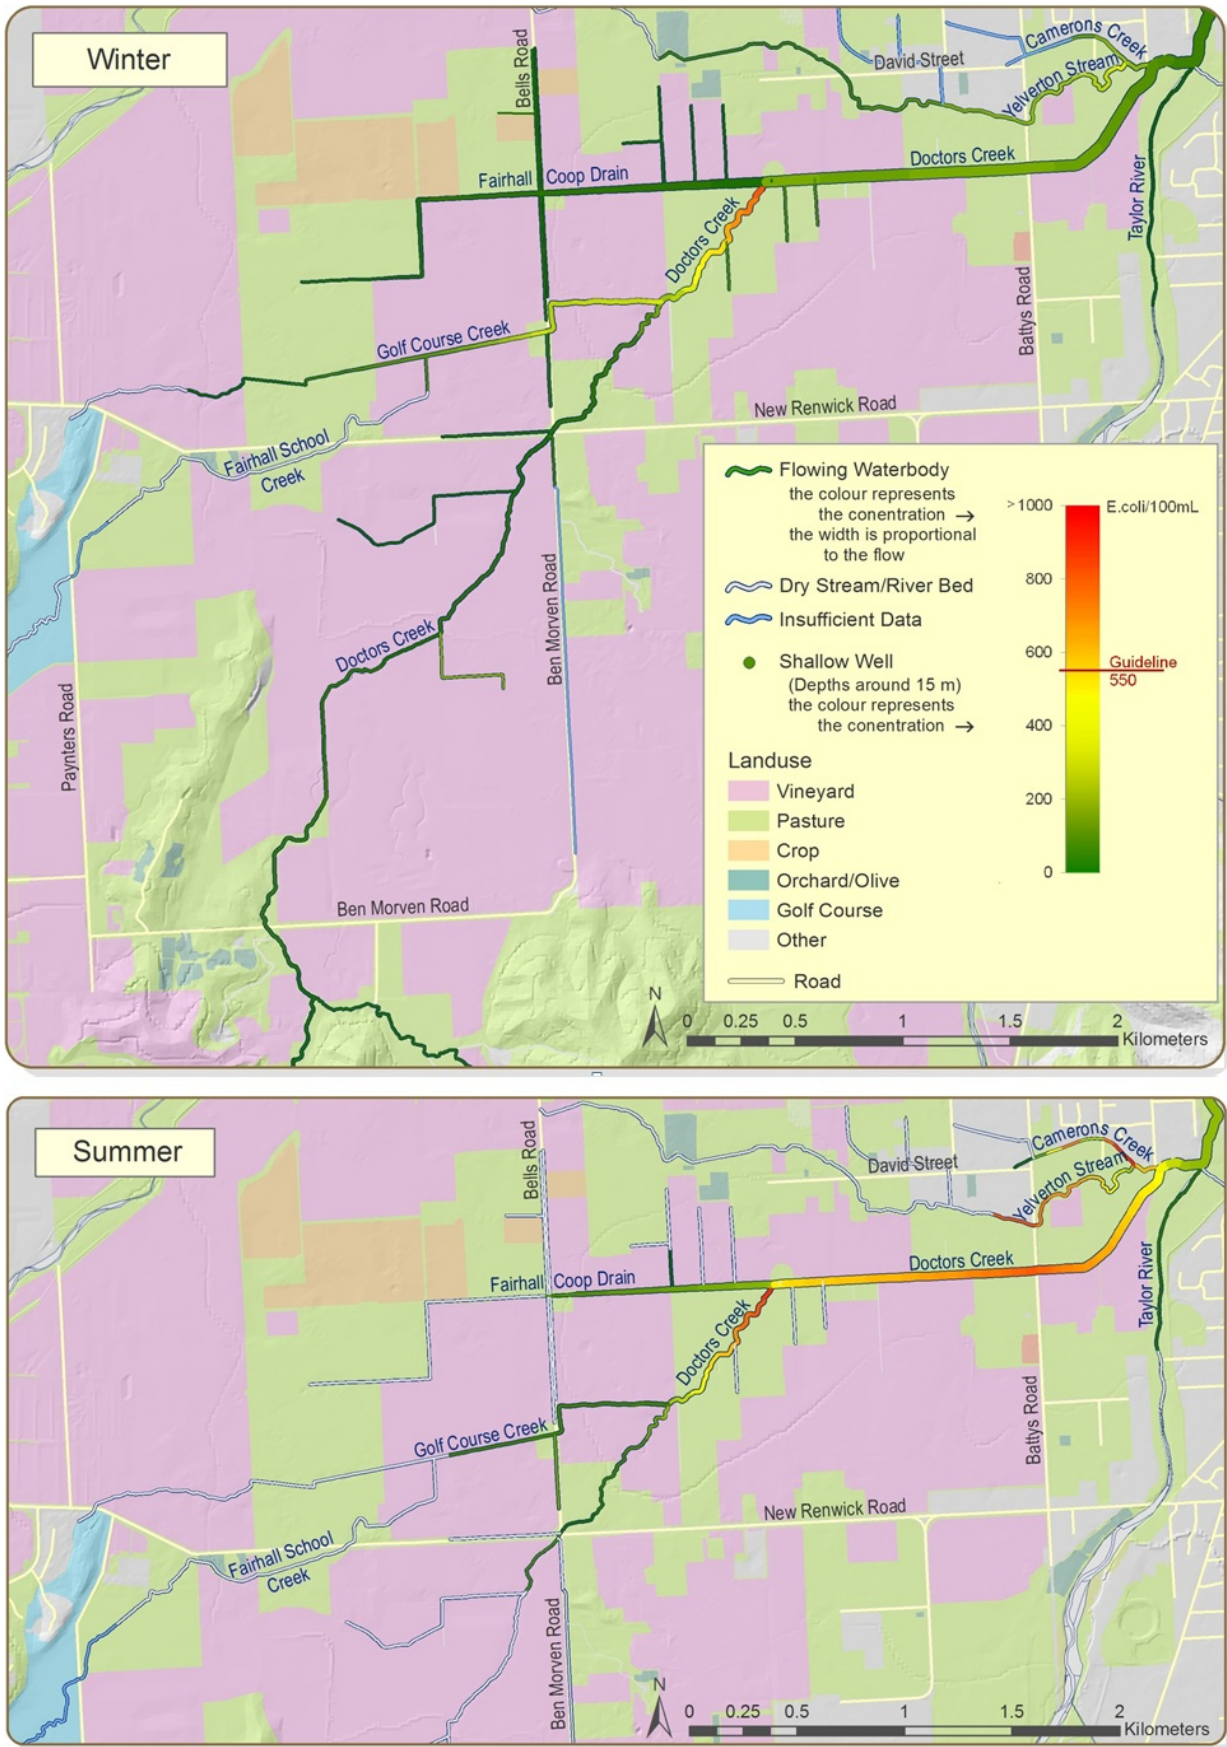 Winter
Bells Road
David Street
Camerons Creek
Yelverton Stream
Fairhall Coop Drain
Doctors Creek
Doctors Creek
Taylor River
Golf Course Creek
Battys Road
New Renwick Road
Fairhall School
Creek
Doctors Creek
Ben Morven Road
Paynters Road
Ben Morven Road
Flowing Waterbody
the colour represents
the conentration →
the width is proportional
to the flow
Dry Stream/River Bed
Insufficient Data
Shallow Well
(Depths around 15 m)
the colour represents
the conentration →
>1000 E.coli/100mL
800
600
Guideline
550
400
200
0
Landuse
Vineyard
Pasture
Crop
Orchard/Olive
Golf Course
Other
Road
N
0 0.25 0.5 1 1.5 2
Kilometers
Summer
Bells Road
David Street
Camerons Creek
Yelverton Stream
Fairhall Coop Drain
Doctors Creek
Doctors Creek
Taylor River
Golf Course Creek
Battys Road
New Renwick Road
Fairhall School
Creek
Ben Morven Road
N
0 0.25 0.5 1 1.5 2
Kilometers